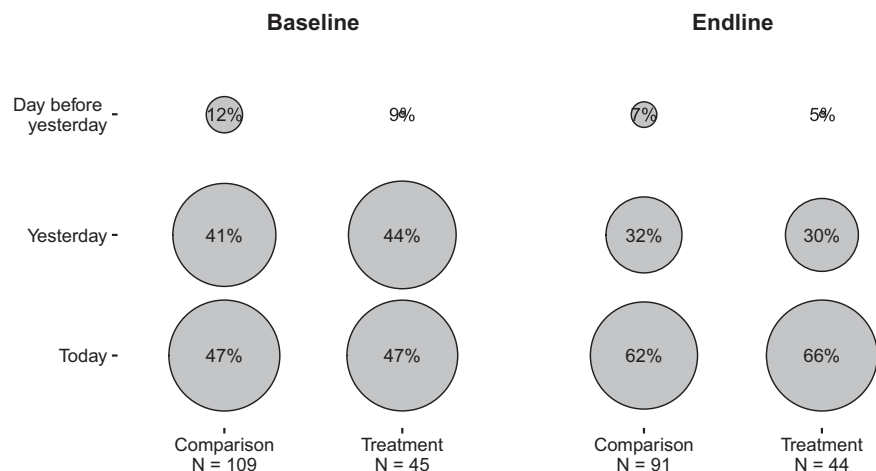 Baseline Endline
Day before
yesterday
12% 9% 7% 5%
Yesterday
41% 44% 32% 30%
Today
47% 47% 62% 66%
Comparison Treatment Comparison Treatment
N = 109 N = 45 N = 91 N = 44